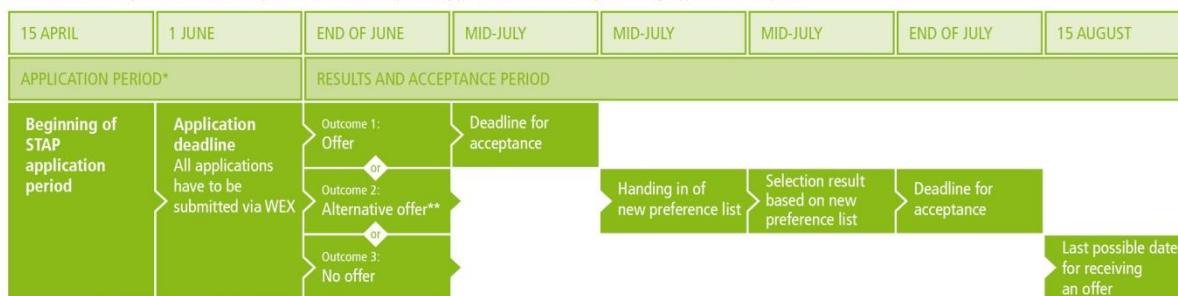 15 APRIL
1 JUNE
END OF JUNE
MID-JULY
MID-JULY
MID-JULY
END OF JULY
15 AUGUST
APPLICATION PERIOD*
RESULTS AND ACCEPTANCE PERIOD
Beginning of
STAP
application
period
Application
deadline
All applications
have to be
submitted via WEX
Outcome 1:
Offer
Deadline for
acceptance
or
Outcome 2:
Alternative offer**
Handing in of
new preference list
Selection result
based on new
preference list
Deadline for
acceptance
or
Outcome 3:
No offer
Last possible date
for receiving
an offer